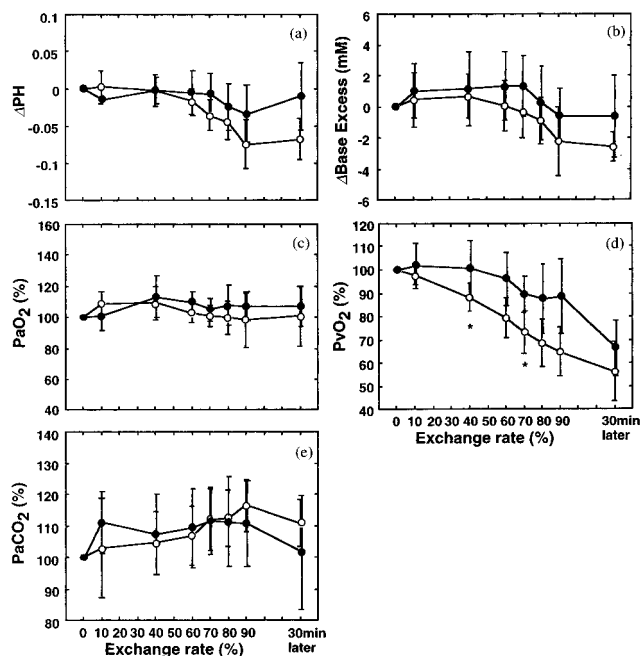 (a)
ΔPH
0.1
0.05
0
-0.05
-0.1
-0.15
(b)
ΔBase Excess (mM)
6
4
2
0
-2
-4
-6
(c)
PaO2 (%)
160
140
120
100
80
60
40
(d)
PvO2 (%)
120
110
100
90
80
70
60
50
40
* *
0 10 20 30 40 50 60 70 80 90 30min
Exchange rate (%) later
(e)
PaCO2 (%)
140
130
120
110
100
90
80
0 10 20 30 40 50 60 70 80 90 30min
Exchange rate (%) later